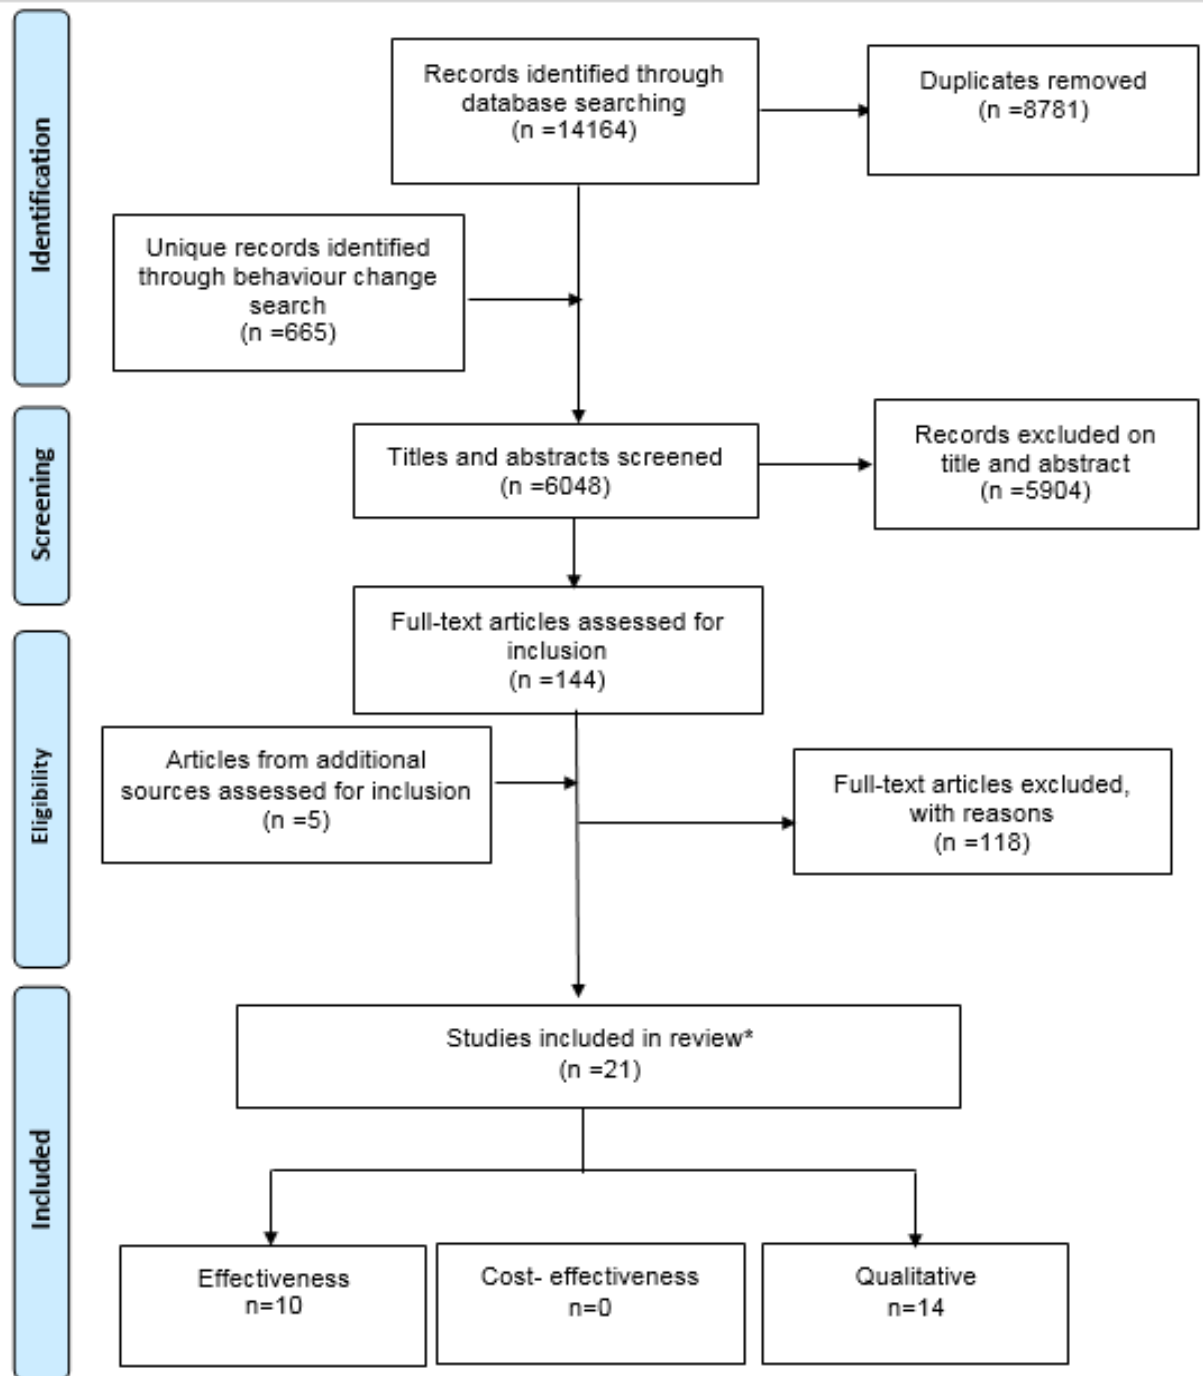 Identification
Records identified through
database searching
(n =14164)
Duplicates removed
(n =8781)
Unique records identified
through behaviour change
search
(n =665)
Screening
Titles and abstracts screened
(n =6048)
Records excluded on
title and abstract
(n =5904)
Full-text articles assessed for
inclusion
(n =144)
Eligibility
Articles from additional
sources assessed for inclusion
(n =5)
Full-text articles excluded,
with reasons
(n =118)
Included
Studies included in review*
(n =21)
Effectiveness
n=10
Cost- effectiveness
n=0
Qualitative
n=14